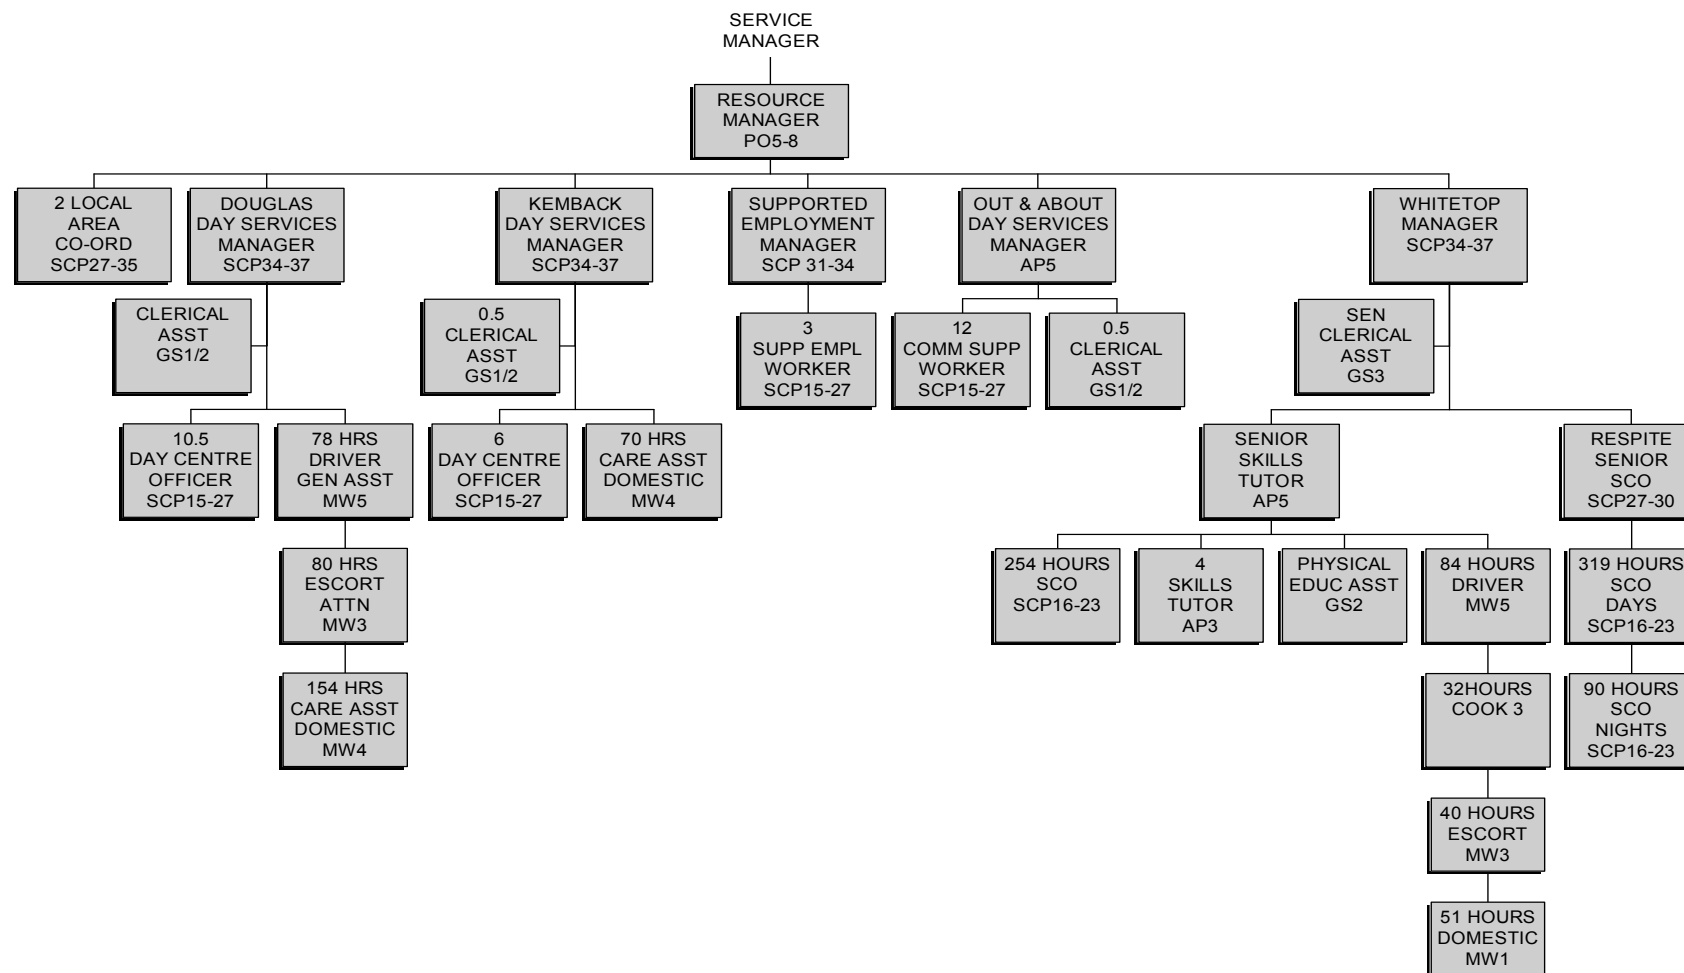 SERVICE
MANAGER
RESOURCE
MANAGER
PO5-8
2 LOCAL
AREA
CO-ORD
SCP27-35
DOUGLAS
DAY SERVICES
MANAGER
SCP34-37
KEMBACK
DAY SERVICES
MANAGER
SCP34-37
SUPPORTED
EMPLOYMENT
MANAGER
SCP 31-34
OUT & ABOUT
DAY SERVICES
MANAGER
AP5
WHITETOP
MANAGER
SCP34-37
CLERICAL
ASST
GS1/2
0.5
CLERICAL
ASST
GS1/2
3
SUPP EMPL
WORKER
SCP15-27
12
COMM SUPP
WORKER
SCP15-27
0.5
CLERICAL
ASST
GS1/2
SEN
CLERICAL
ASST
GS3
10.5
DAY CENTRE
OFFICER
SCP15-27
78 HRS
DRIVER
GEN ASST
MW5
6
DAY CENTRE
OFFICER
SCP15-27
70 HRS
CARE ASST
DOMESTIC
MW4
SENIOR
SKILLS
TUTOR
AP5
RESPITE
SENIOR
SCO
SCP27-30
80 HRS
ESCORT
ATTN
MW3
254 HOURS
SCO
SCP16-23
4
SKILLS
TUTOR
AP3
PHYSICAL
EDUC ASST
GS2
84 HOURS
DRIVER
MW5
319 HOURS
SCO
DAYS
SCP16-23
154 HRS
CARE ASST
DOMESTIC
MW4
32HOURS
COOK 3
90 HOURS
SCO
NIGHTS
SCP16-23
40 HOURS
ESCORT
MW3
51 HOURS
DOMESTIC
MW1